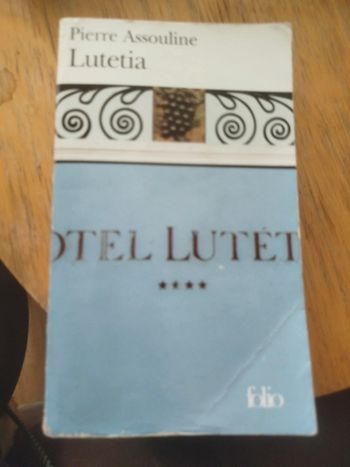 Pierre Assouline
Lutetia
OTEL LUTÉT
★★★★
folio